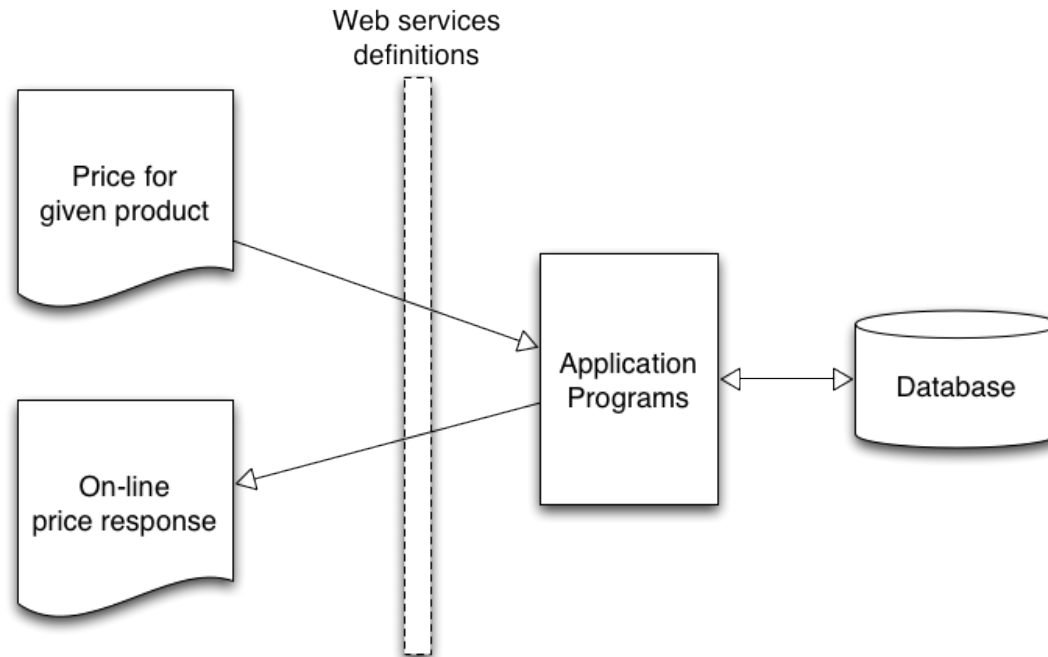 Web services
definitions
Price for
given product
Application
Programs
Database
On-line
price response